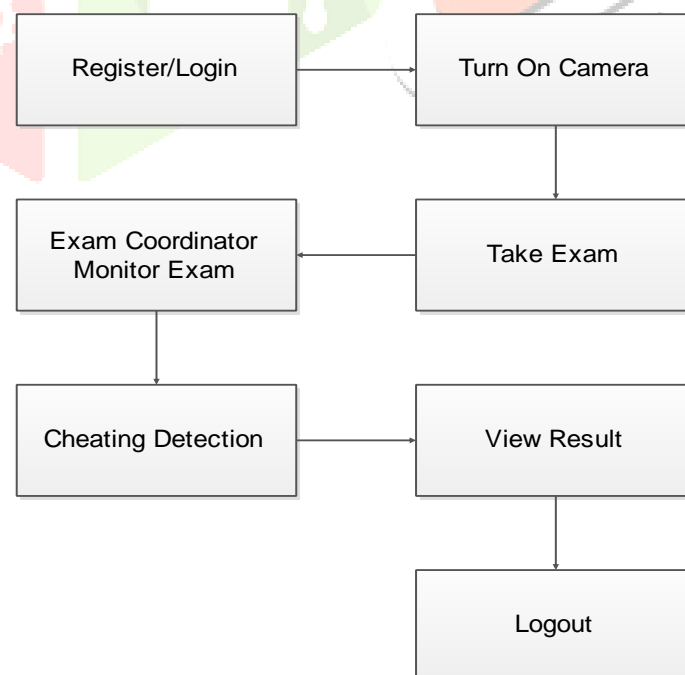 Register/Login
Turn On Camera
Take Exam
Exam Coordinator
Monitor Exam
Cheating Detection
View Result
Logout